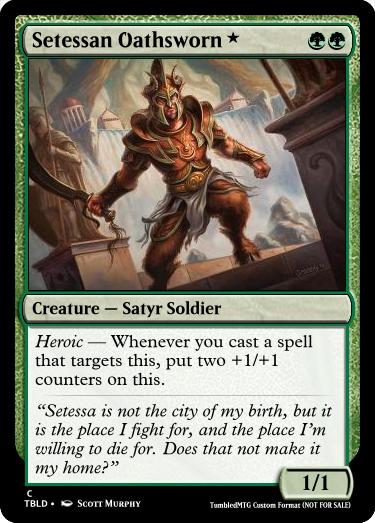 Setessan Oathsworn ★
Creature — Satyr Soldier
Heroic — Whenever you cast a spell
that targets this, put two +1/+1
counters on this.
“Setessa is not the city of my birth, but it
is the place I fight for, and the place I’m
willing to die for. Does that not make it
my home?”
1/1
C
TBLD • Scott Murphy
TumbledMTG Custom Format (NOT FOR SALE)